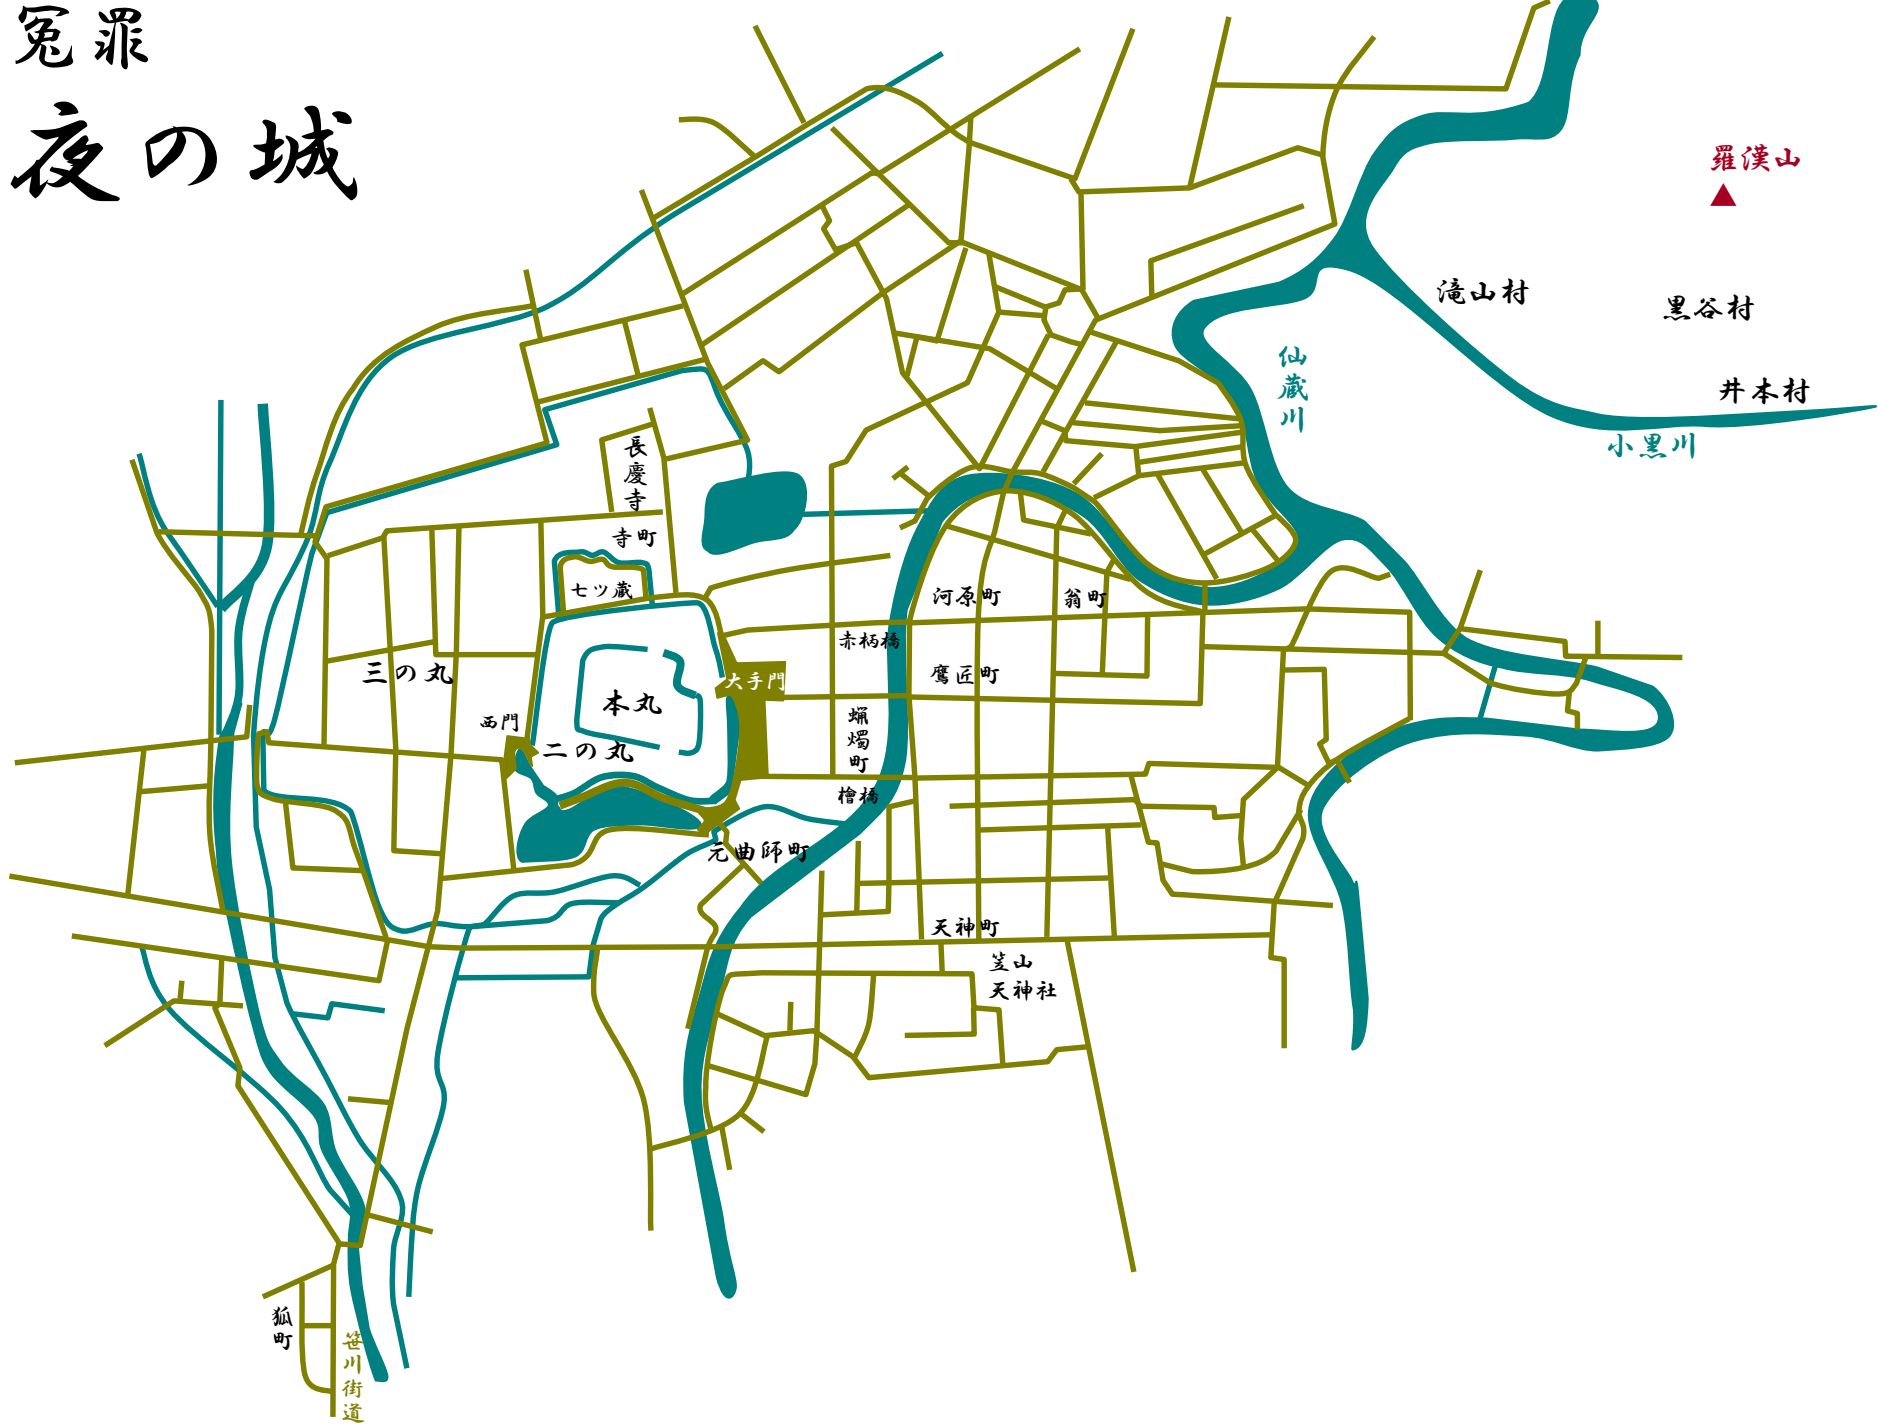 冤罪
夜の城
羅漢山
滝山村
黒谷村
仙蔵川
井本村
小黒川
長慶寺
寺町
七ツ蔵
河原町
翁町
赤柄橋
三の丸
鷹匠町
大手門
本丸
西門
二の丸
蝋燭町
檜橋
元曲師町
天神町
笠山
天神社
狐町
笹川街道